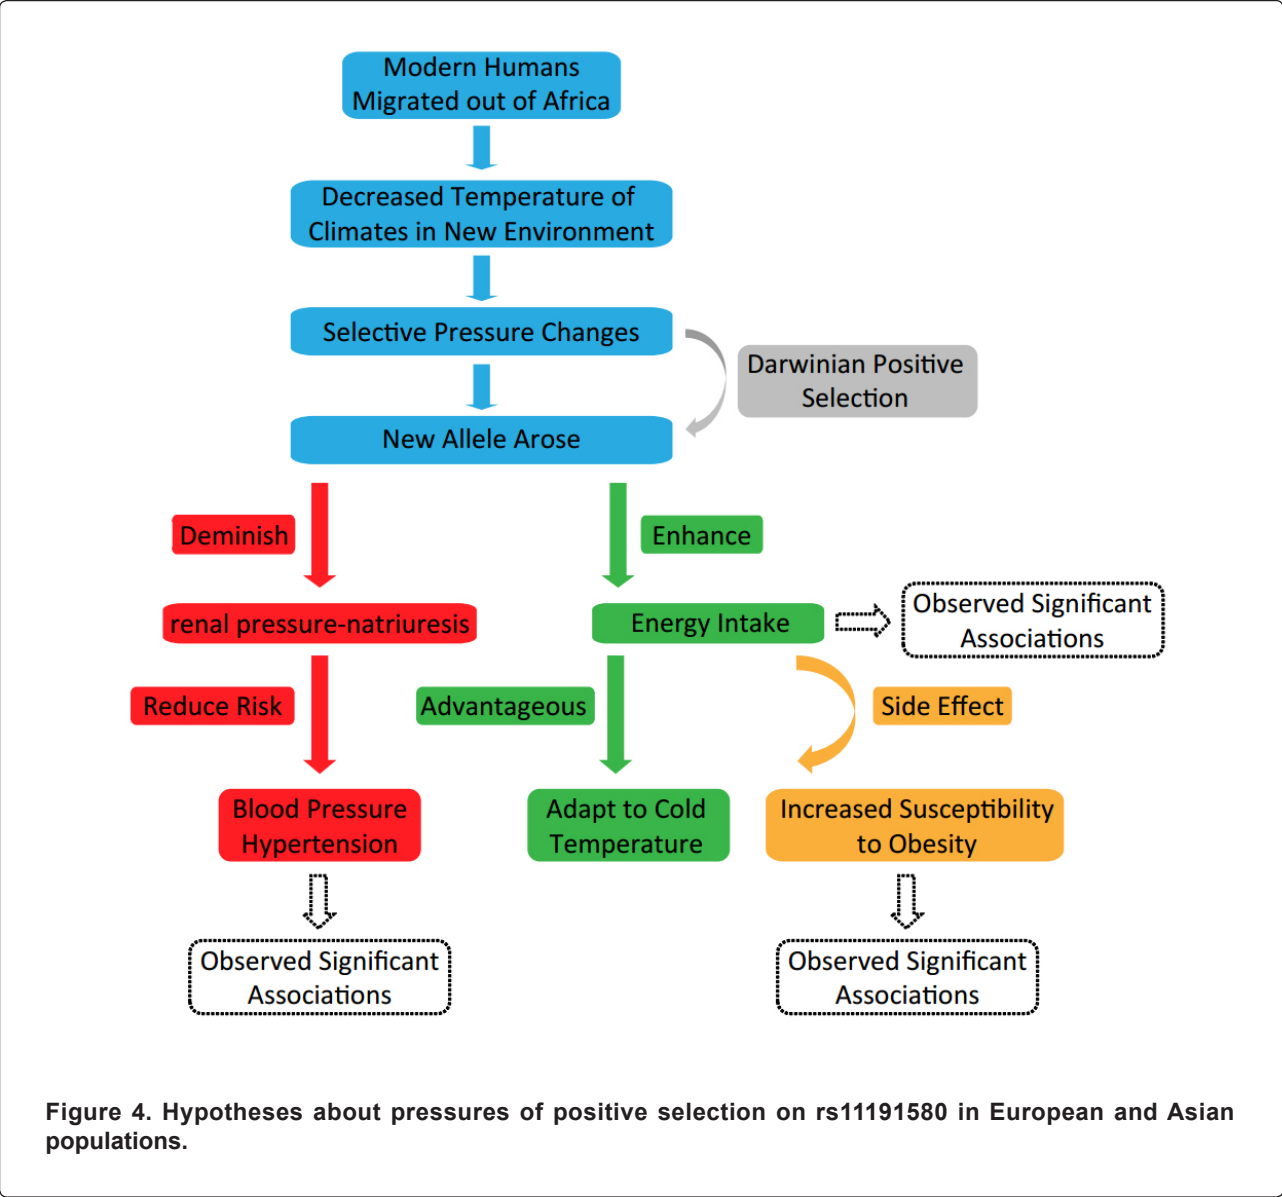 Modern Humans
Migrated out of Africa
Decreased Temperature of
Climates in New Environment
Selective Pressure Changes
Darwinian Positive
Selection
New Allele Arose
Deminish
Enhance
renal pressure-natriuresis
Energy Intake
Observed Significant
Associations
Reduce Risk
Advantageous
Side Effect
Blood Pressure
Hypertension
Adapt to Cold
Temperature
Increased Susceptibility
to Obesity
Observed Significant
Associations
Observed Significant
Associations
Figure 4. Hypotheses about pressures of positive selection on rs11191580 in European and Asian
populations.